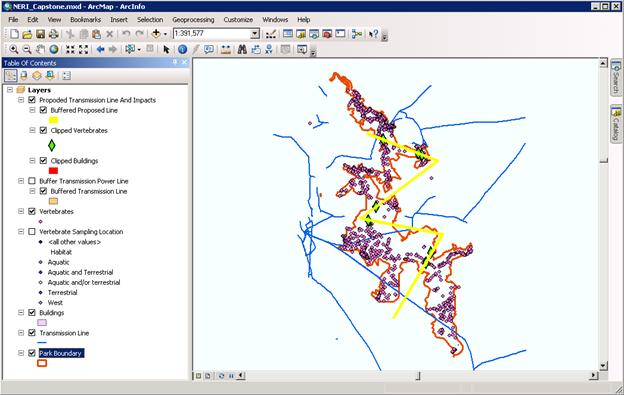 NERI_Capstone.mxd - ArcMap - ArcInfo
File Edit View Bookmarks Insert Selection Geoprocessing Customize Windows Help
1:391,577
Table Of Contents
Layers
Propoded Transmission Line And Impacts
Buffered Proposed Line
Clipped Vertebrates
Clipped Buildings
Buffer Transmission Power Line
Buffered Transmission Line
Vertebrates
Vertebrate Sampling Location
<all other values>
Habitat
Aquatic
Aquatic and Terrestrial
Aquatic and/or terrestrial
Terrestrial
West
Buildings
Transmission Line
Park Boundary
Search
Catalog